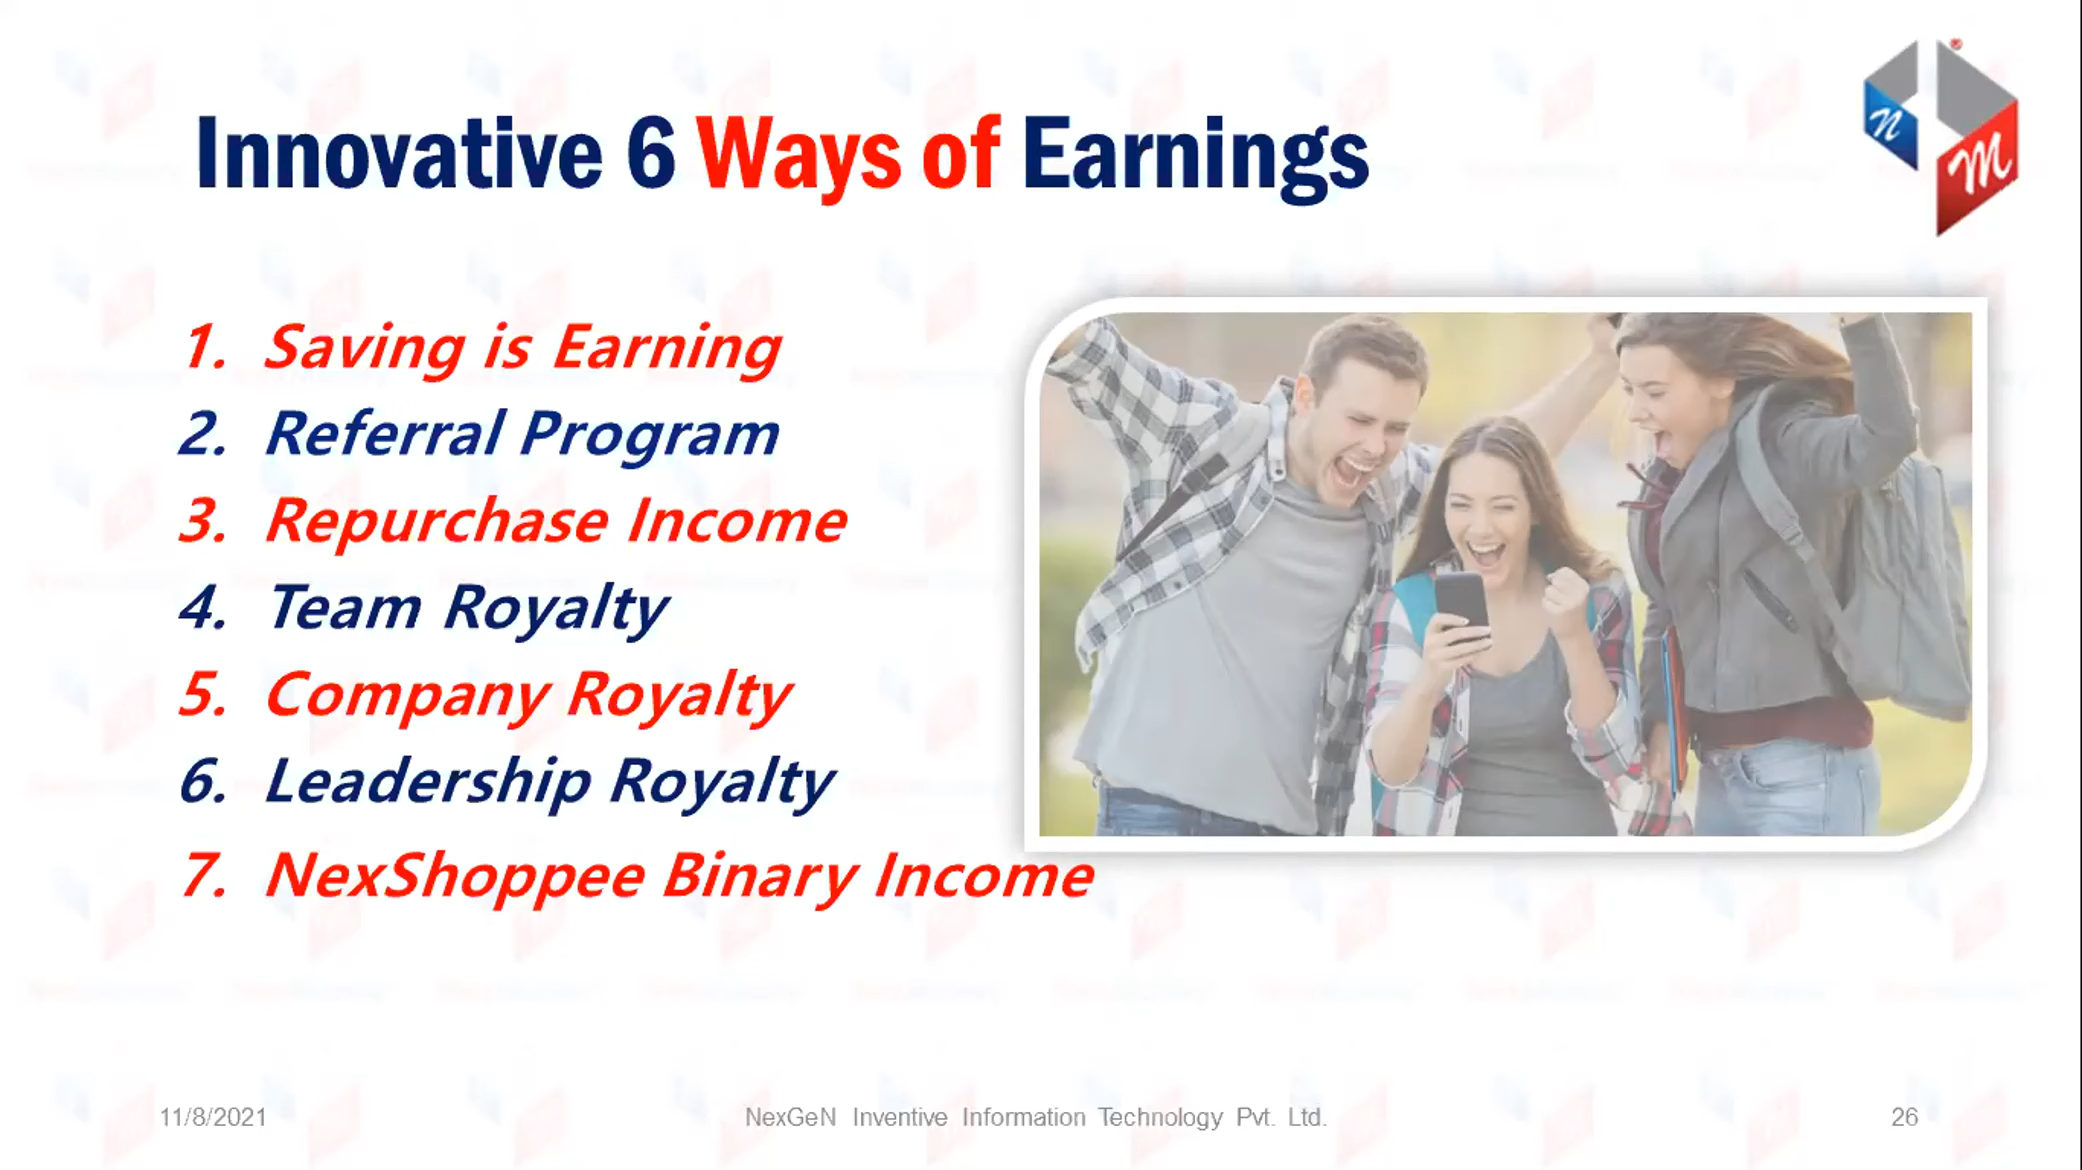 Innovative 6 Ways of Earnings
n
m
1. Saving is Earning
2. Referral Program
3. Repurchase Income
4. Team Royalty
5. Company Royalty
6. Leadership Royalty
7. NexShoppee Binary Income
11/8/2021
NexGeN Inventive Information Technology Pvt. Ltd.
26